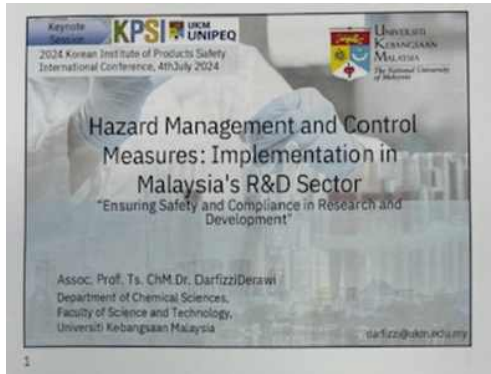 Keynote
Session
KPSI
UKM
UNIPEQ
2024 Korean Institute of Products Safety
International Conference, 4thJuly 2024
UNIVERSITI
KEBANGSAAN
MALAYSIA
The National University
of Malaysia
Hazard Management and Control
Measures: Implementation in
Malaysia's R&D Sector
"Ensuring Safety and Compliance in Research and
Development"
Assoc. Prof. Ts. ChM.Dr. DarfizziDerawi
Department of Chemical Sciences,
Faculty of Science and Technology,
Universiti Kebangsaan Malaysia
darfizzi@ukm.edu.my
1